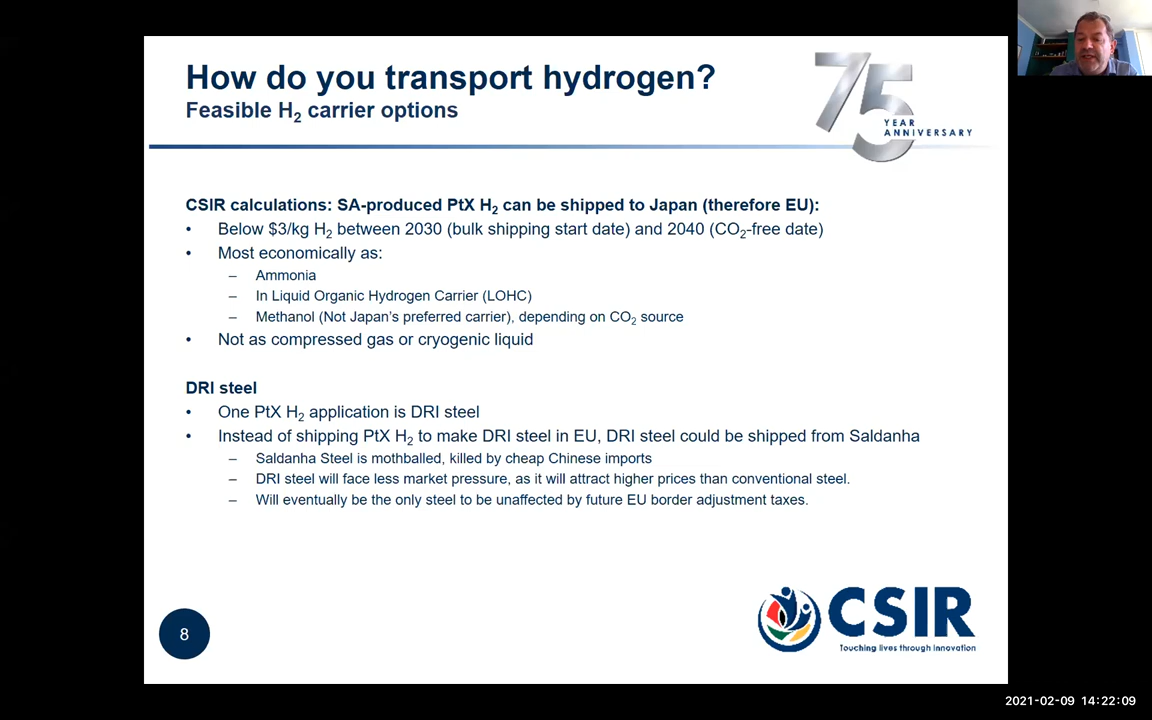 How do you transport hydrogen?
Feasible H₂ carrier options
75
YEAR
ANNIVERSARY
CSIR calculations: SA-produced PtX H₂ can be shipped to Japan (therefore EU):
• Below $3/kg H₂ between 2030 (bulk shipping start date) and 2040 (CO₂-free date)
• Most economically as:
– Ammonia
– In Liquid Organic Hydrogen Carrier (LOHC)
– Methanol (Not Japan's preferred carrier), depending on CO₂ source
• Not as compressed gas or cryogenic liquid
DRI steel
• One PtX H₂ application is DRI steel
• Instead of shipping PtX H₂ to make DRI steel in EU, DRI steel could be shipped from Saldanha
– Saldanha Steel is mothballed, killed by cheap Chinese imports
– DRI steel will face less market pressure, as it will attract higher prices than conventional steel.
– Will eventually be the only steel to be unaffected by future EU border adjustment taxes.
8
CSIR
Touching lives through innovation
2021-02-09 14:22:09